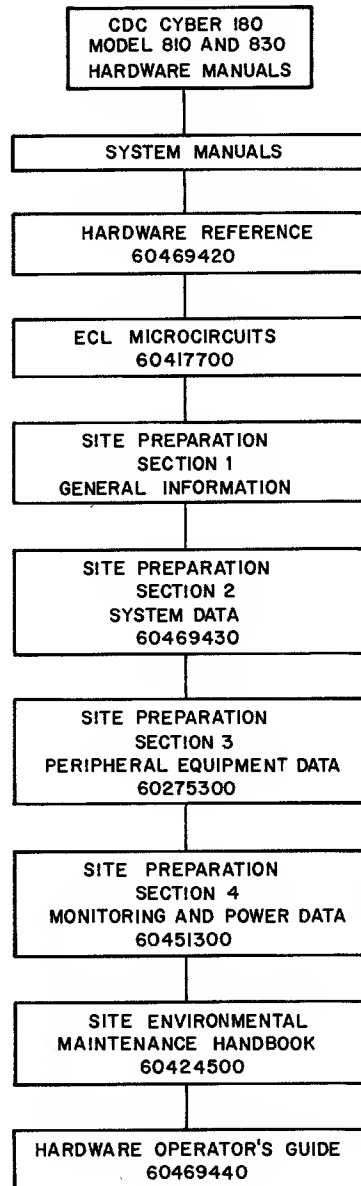 CDC CYBER 180
MODEL 810 AND 830
HARDWARE MANUALS
SYSTEM MANUALS
HARDWARE REFERENCE
60469420
ECL MICROCIRCUITS
60417700
SITE PREPARATION
SECTION 1
GENERAL INFORMATION
SITE PREPARATION
SECTION 2
SYSTEM DATA
60469430
SITE PREPARATION
SECTION 3
PERIPHERAL EQUIPMENT DATA
60275300
SITE PREPARATION
SECTION 4
MONITORING AND POWER DATA
60451300
SITE ENVIRONMENTAL
MAINTENANCE HANDBOOK
60424500
HARDWARE OPERATOR'S GUIDE
60469440